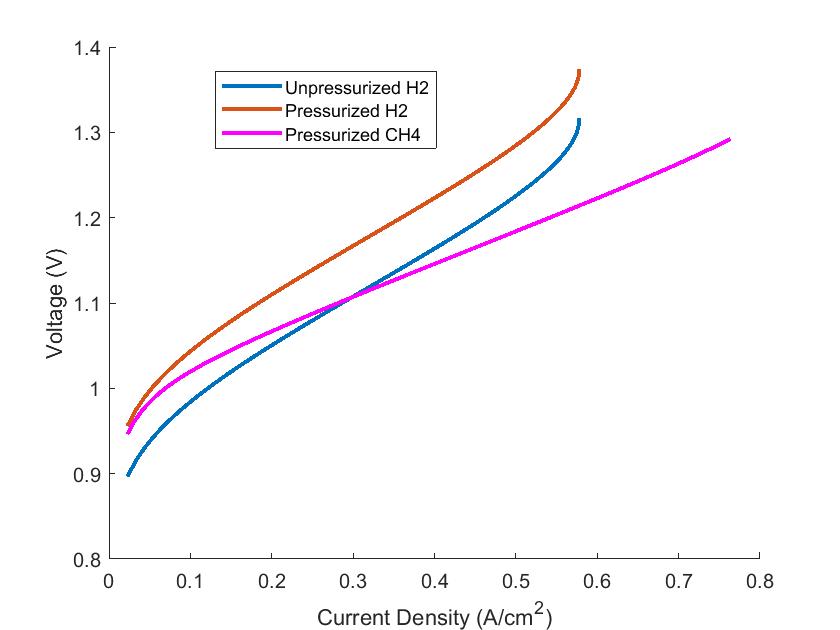 1.4
1.3
1.2
1.1
1
0.9
0.8
Voltage (V)
Unpressurized H2
Pressurized H2
Pressurized CH4
0 0.1 0.2 0.3 0.4 0.5 0.6 0.7 0.8
Current Density (A/cm²)